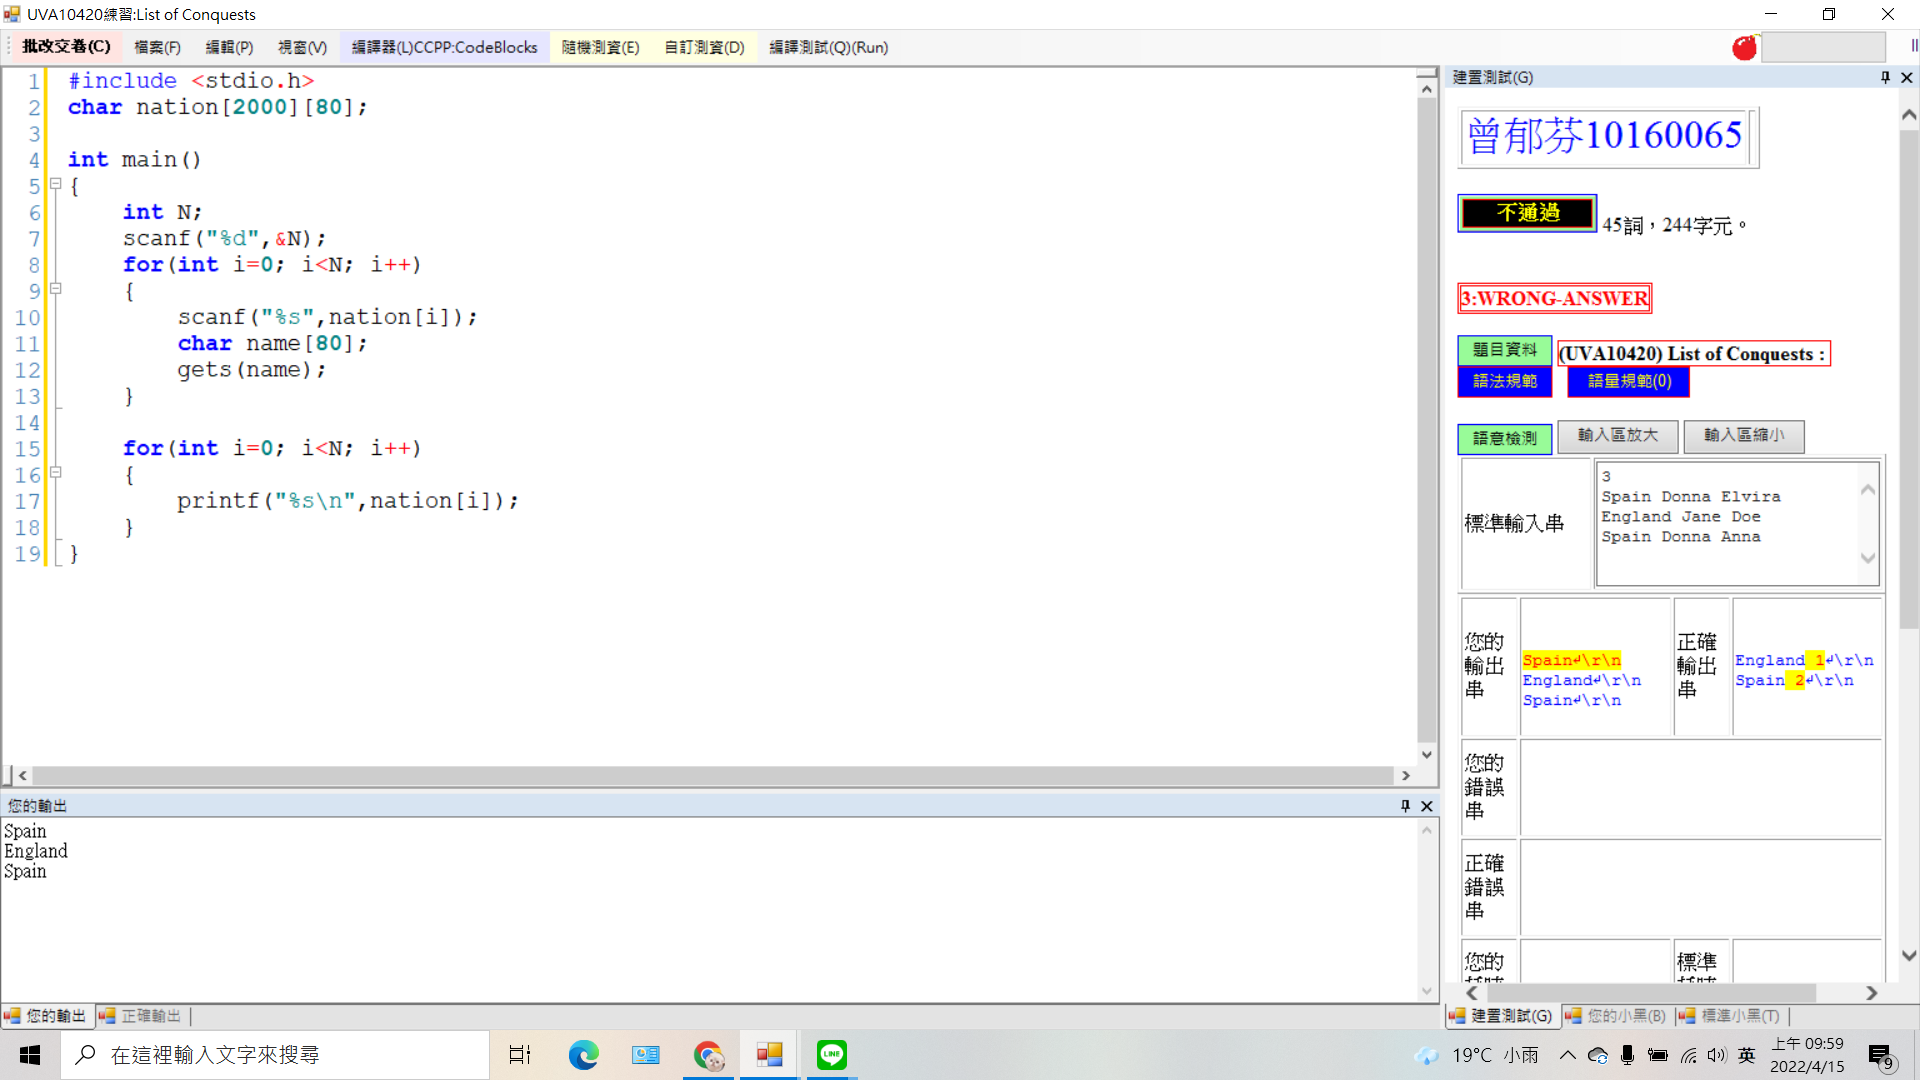 UVA10420練習:List of Conquests
批改交卷(C) 檔案(F) 編輯(P) 視窗(V) 編譯器(L)CCPP:CodeBlocks 隨機測資(E) 自訂測資(D) 編譯測試(Q)(Run)
1 #include <stdio.h>
2 char nation[2000][80];
3
4 int main()
5 {
6 int N;
7 scanf("%d",&N);
8 for(int i=0; i<N; i++)
9 {
10 scanf("%s",nation[i]);
11 char name[80];
12 gets(name);
13 }
14
15 for(int i=0; i<N; i++)
16 {
17 printf("%s\n",nation[i]);
18 }
19 }
您的輸出
Spain
England
Spain
您的輸出 正確輸出
建置測試(G)
曾郁芬10160065
不通過 45詞，244字元。
3:WRONG-ANSWER
題目資料 (UVA10420) List of Conquests :
語法規範 語量規範(0)
語意檢測 輸入區放大 輸入區縮小
標準輸入串
3
Spain Donna Elvira
England Jane Doe
Spain Donna Anna
您的
輸出
串
Spain↵\r\n
England↵\r\n
Spain↵\r\n
正確
輸出
串
England 1↵\r\n
Spain 2↵\r\n
您的
錯誤
串
正確
錯誤
串
您的
標準
建置測試(G) 您的小黑(B) 標準小黑(T)
在這裡輸入文字來搜尋
LINE
19°C 小雨
英
上午 09:59
2022/4/15
9